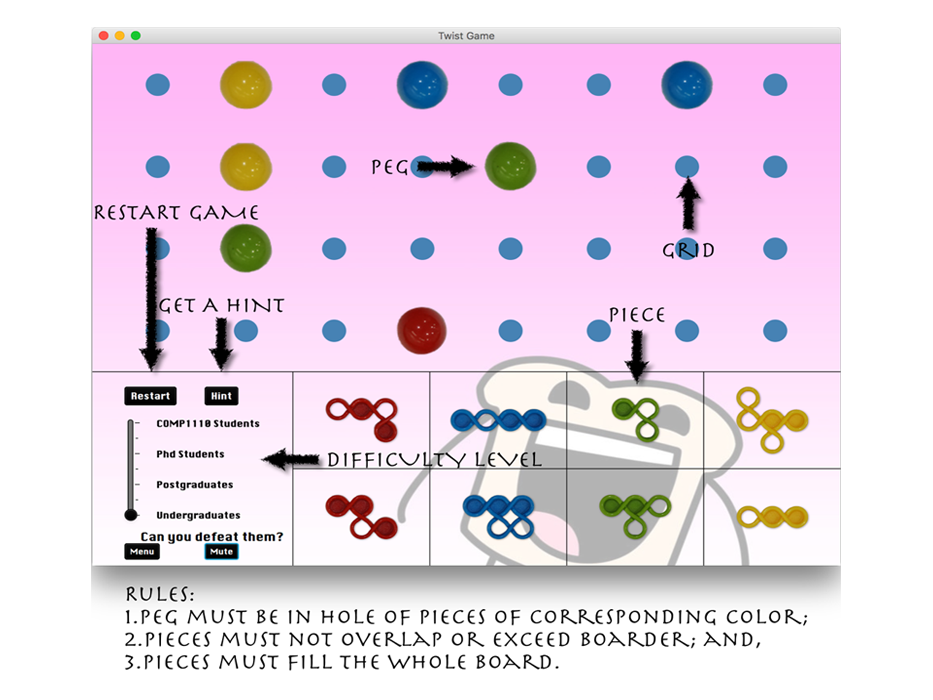 Twist Game
PEG
RESTART GAME
GRID
GET A HINT
PIECE
Restart
Hint
COMP1110 Students
Phd Students
DIFFICULTY LEVEL
Postgraduates
Undergraduates
Can you defeat them?
Menu
Mute
RULES:
1.PEG MUST BE IN HOLE OF PIECES OF CORRESPONDING COLOR;
2.PIECES MUST NOT OVERLAP OR EXCEED BOARDER; AND,
3.PIECES MUST FILL THE WHOLE BOARD.